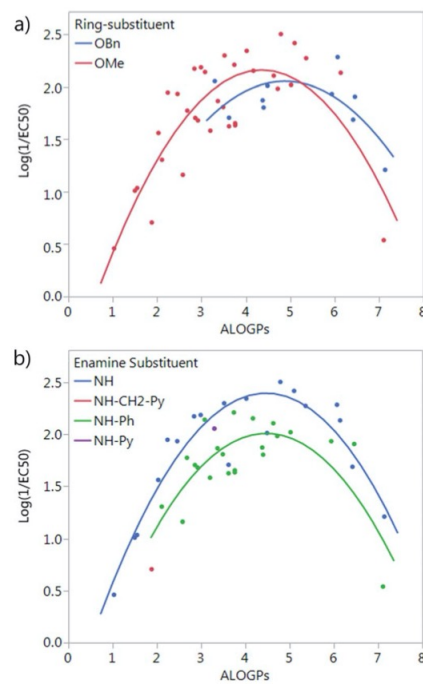 a)
Ring-substituent
OBn
OMe
2.5
2.0
1.5
1.0
0.5
0.0
Log(1/EC50)
0 1 2 3 4 5 6 7 8
ALOGPs
b)
Enamine Substituent
NH
NH-CH2-Py
NH-Ph
NH-Py
2.5
2.0
1.5
1.0
0.5
0.0
Log(1/EC50)
0 1 2 3 4 5 6 7 8
ALOGPs